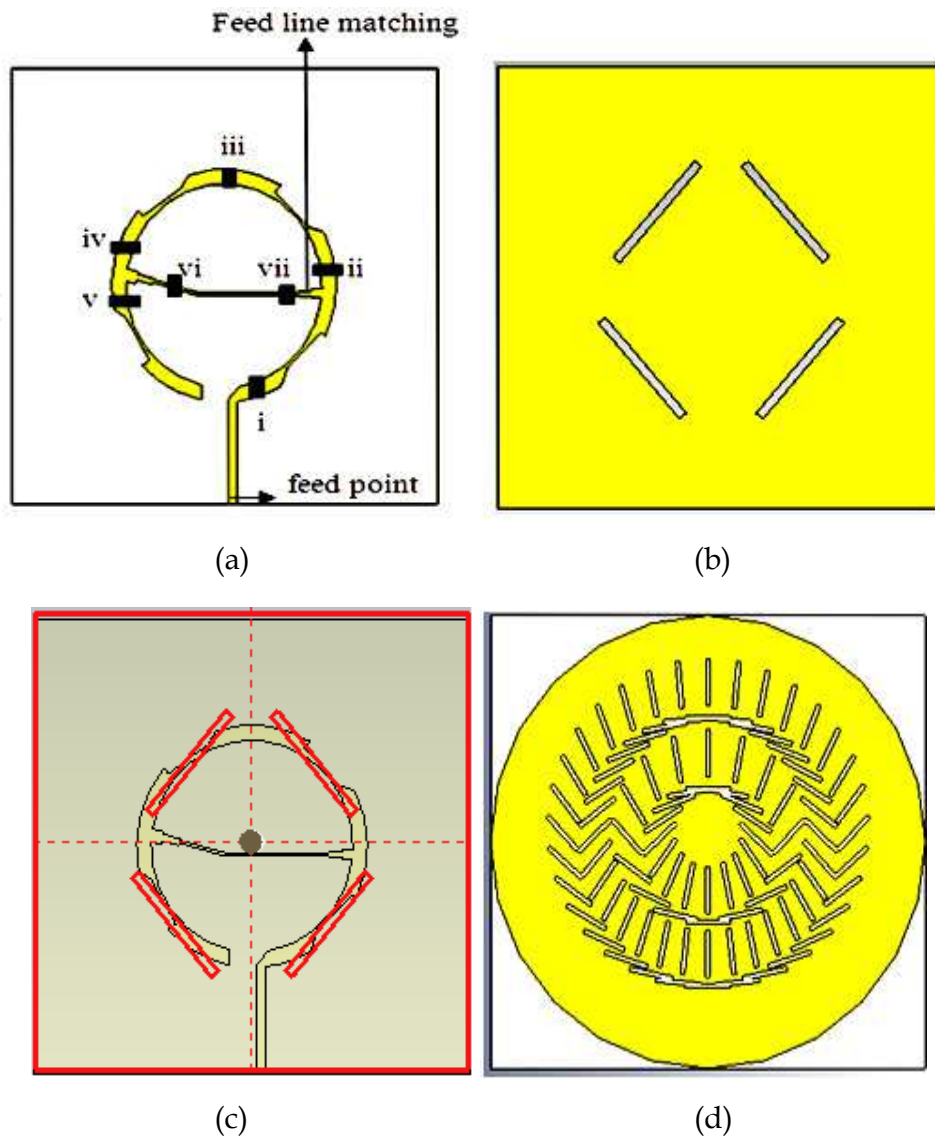 Feed line matching
iii
iv
vi
vii
ii
v
i
feed point
(a)
(b)
(c)
(d)